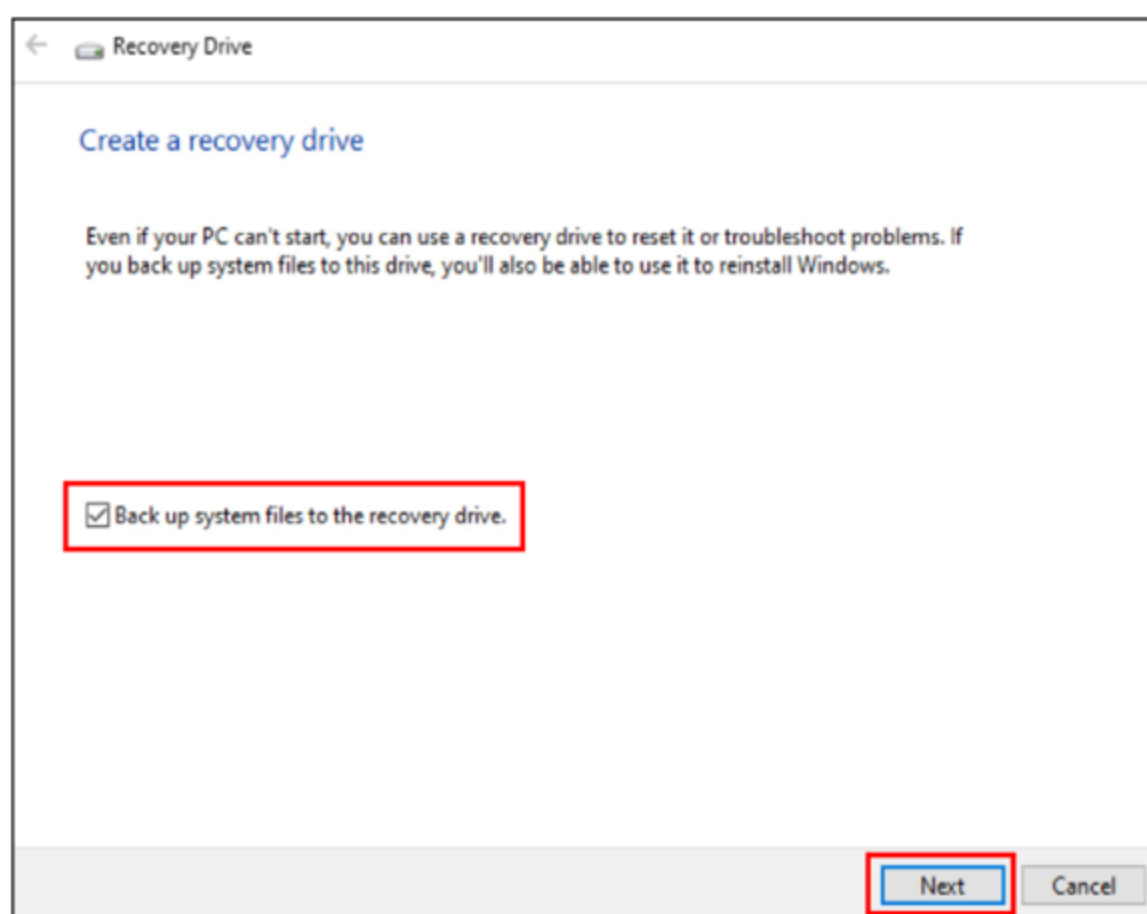 Recovery Drive
Create a recovery drive
Even if your PC can't start, you can use a recovery drive to reset it or troubleshoot problems. If
you back up system files to this drive, you'll also be able to use it to reinstall Windows.
Back up system files to the recovery drive.
Next Cancel